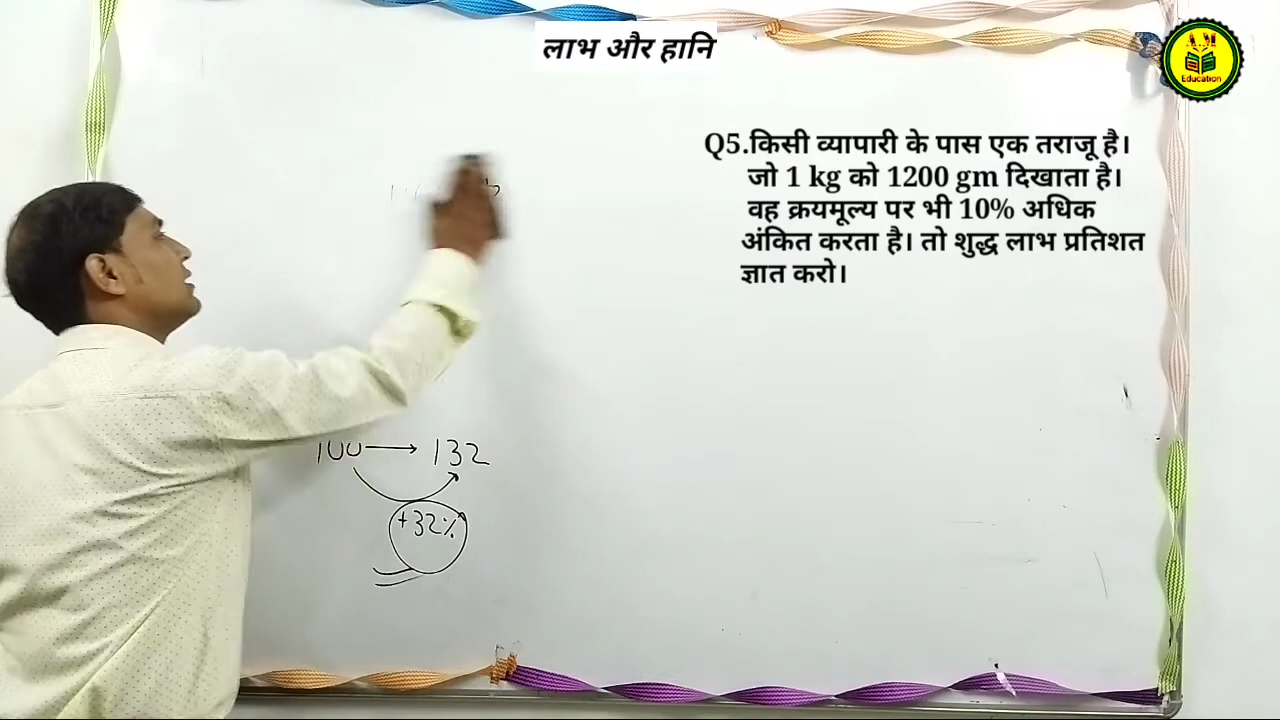 लाभ और हानि
A.M
Education
Q5.किसी व्यापारी के पास एक तराजू है।
जो 1 kg को 1200 gm दिखाता है।
वह क्रयमूल्य पर भी 10% अधिक
अंकित करता है। तो शुद्ध लाभ प्रतिशत
ज्ञात करो।
100 → 132
+32%